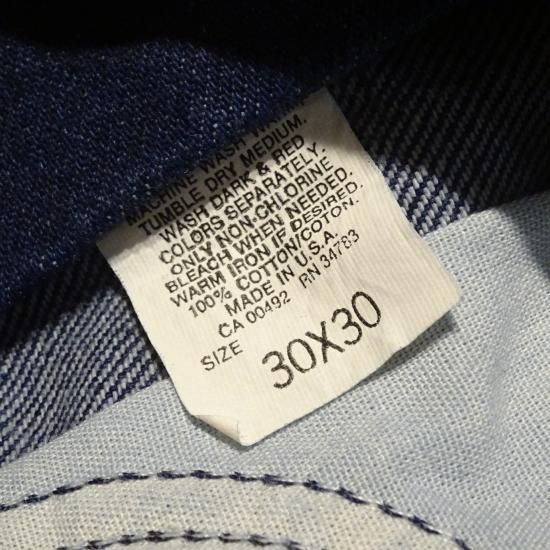 MACHINE WASH WARM
TUMBLE DRY MEDIUM.
WASH DARK & RED
COLORS SEPARATELY.
ONLY NON-CHLORINE
BLEACH WHEN NEEDED.
WARM IRON IF DESIRED.
100% COTTON/COTON.
MADE IN U.S.A.
CA 00492 RN 34783
SIZE 30X30